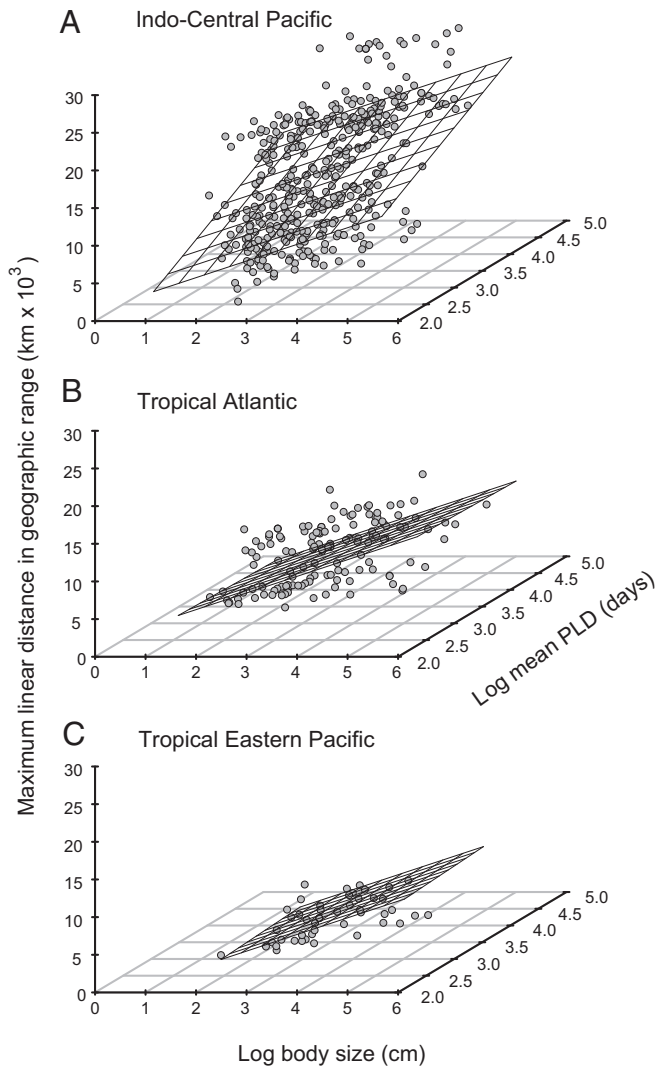 A Indo-Central Pacific
30
25
20
15
10
5
0
0 1 2 3 4 5 6
2.0 2.5 3.0 3.5 4.0 4.5 5.0
B Tropical Atlantic
30
25
20
15
10
5
0
0 1 2 3 4 5 6
2.0 2.5 3.0 3.5 4.0 4.5 5.0
C Tropical Eastern Pacific
30
25
20
15
10
5
0
0 1 2 3 4 5 6
2.0 2.5 3.0 3.5 4.0 4.5 5.0
Maximum linear distance in geographic range (km x 10³)
Log mean PLD (days)
Log body size (cm)